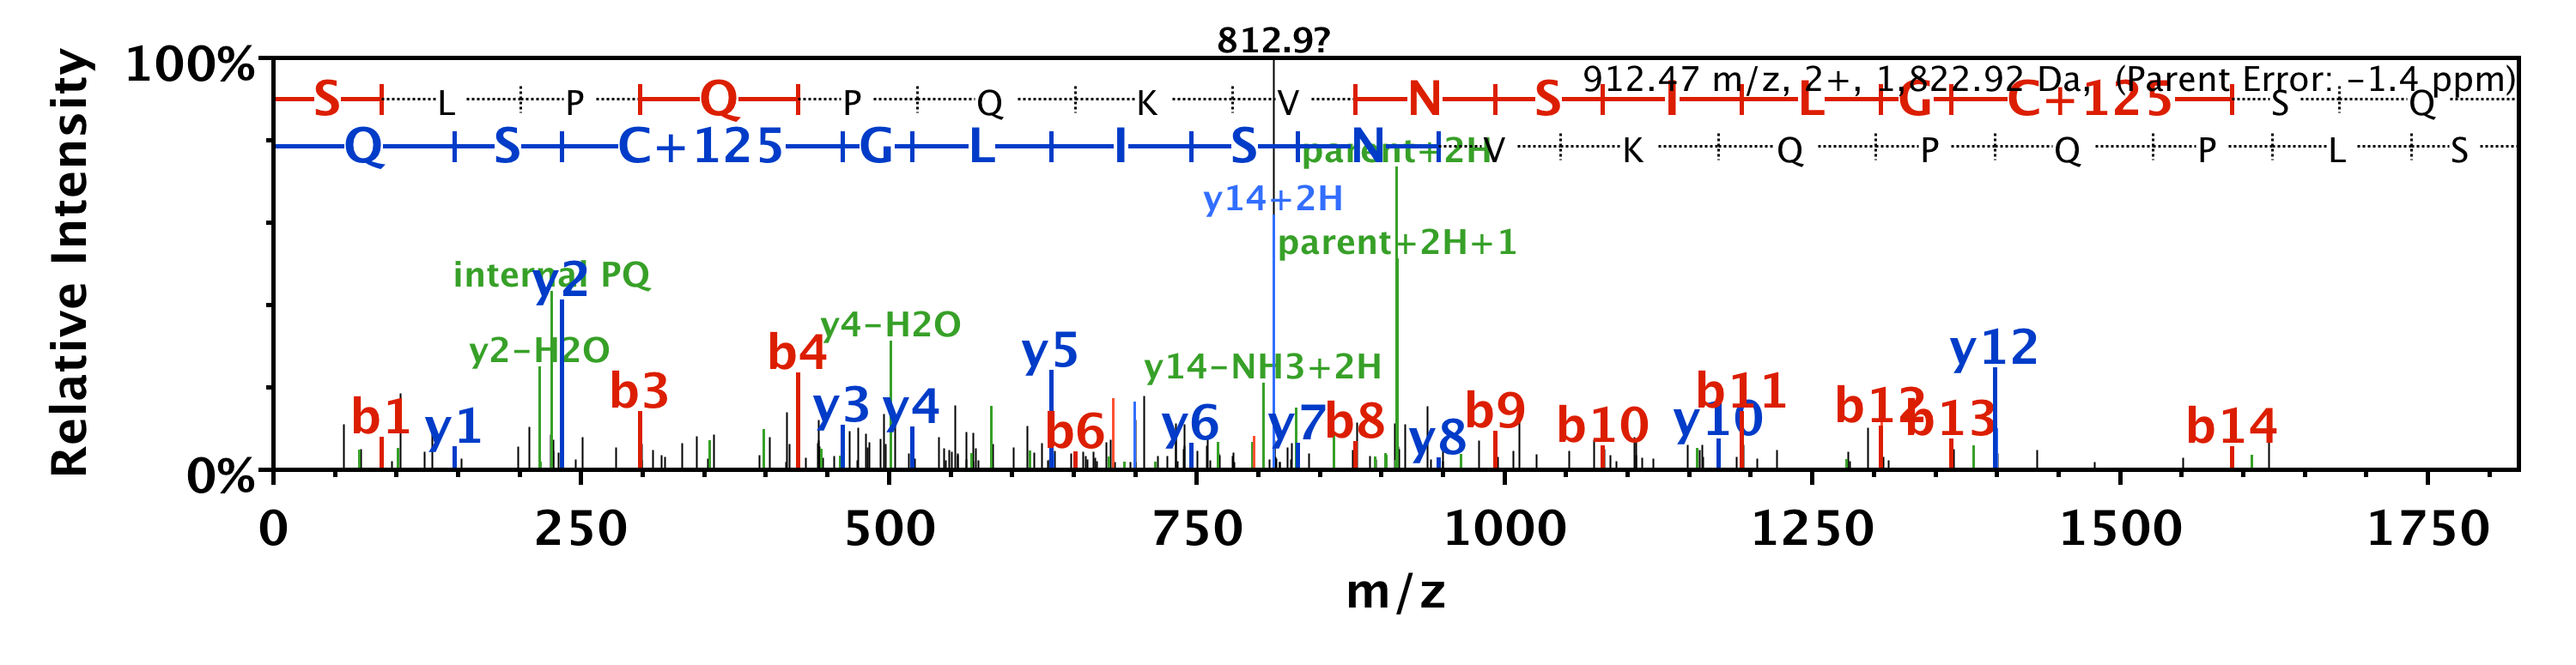 812.9?
100%
912.47 m/z, 2+, 1,822.92 Da, (Parent Error: -1.4 ppm)
S L P Q P Q K V N S I L G C+125 S Q
Q S C+125 G L I S N V K Q P Q P L S
parent+2H
y14+2H
parent+2H+1
internal PQ
y2
y4-H2O
y2-H2O
b4
y5
y12
y14-NH3+2H
b3
b1
y1
y3
y4
b6
y6
y7
b8
y8
b9
b10
y10
b11
b12
b13
b14
0%
0 250 500 750 1000 1250 1500 1750
m/z
Relative Intensity